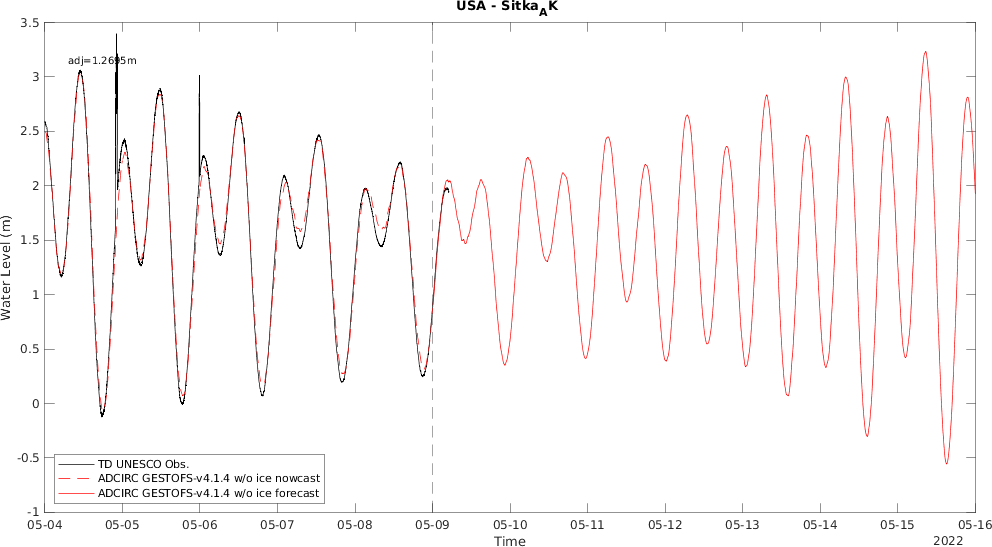 USA - Sitka_AK
3.5
adj=1.2695m
3
2.5
2
1.5
1
0.5
0
-0.5
-1
Water Level (m)
TD UNESCO Obs.
ADCIRC GESTOFS-v4.1.4 w/o ice nowcast
ADCIRC GESTOFS-v4.1.4 w/o ice forecast
05-04 05-05 05-06 05-07 05-08 05-09 05-10 05-11 05-12 05-13 05-14 05-15 05-16
Time
2022